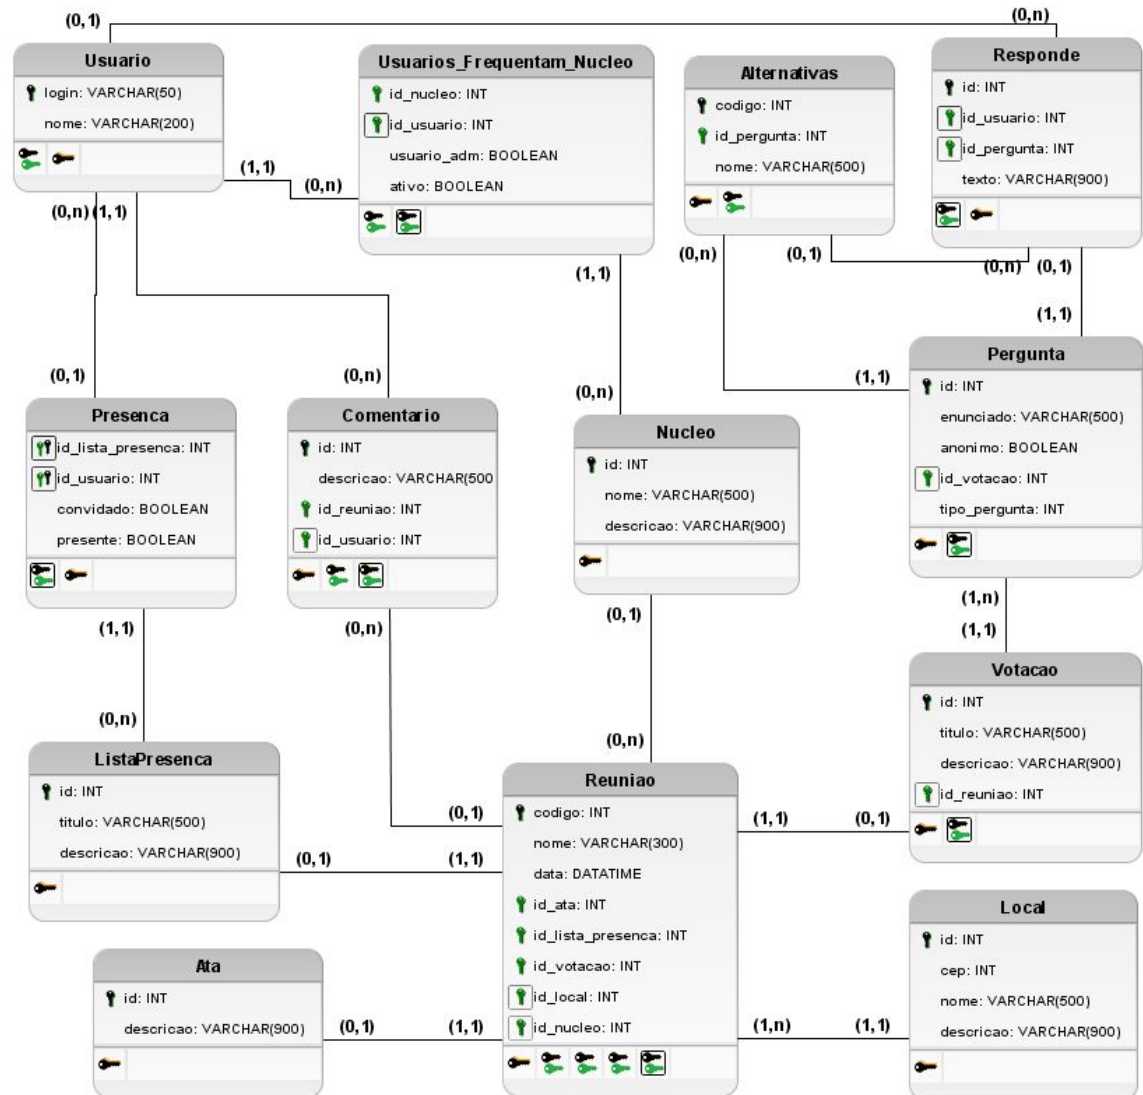 (0,1)
(0,n)
Usuario
login: VARCHAR(50)
nome: VARCHAR(200)
Usuarios_Frequentam_Nucleo
id_nucleo: INT
id_usuario: INT
usuario_adm: BOOLEAN
ativo: BOOLEAN
Alternativas
codigo: INT
id_pergunta: INT
nome: VARCHAR(500)
Responde
id: INT
id_usuario: INT
id_pergunta: INT
texto: VARCHAR(900)
(1,1)
(0,n)
(0,n)
(1,1)
(1,1)
(0,n)
(0,1)
(0,n)
(0,1)
(1,1)
(0,1)
(0,n)
(0,n)
(1,1)
Presenca
id_lista_presenca: INT
id_usuario: INT
convidado: BOOLEAN
presente: BOOLEAN
Comentario
id: INT
descricao: VARCHAR(500
id_reuniao: INT
id_usuario: INT
Nucleo
id: INT
nome: VARCHAR(500)
descricao: VARCHAR(900)
Pergunta
id: INT
enunciado: VARCHAR(500)
anonimo: BOOLEAN
id_votacao: INT
tipo_pergunta: INT
(1,1)
(0,n)
(0,1)
(1,n)
(1,1)
(0,n)
(0,n)
ListaPresenca
id: INT
titulo: VARCHAR(500)
descricao: VARCHAR(900)
Reuniao
codigo: INT
nome: VARCHAR(300)
data: DATATIME
id_ata: INT
id_lista_presenca: INT
id_votacao: INT
id_local: INT
id_nucleo: INT
Votacao
id: INT
titulo: VARCHAR(500)
descricao: VARCHAR(900)
id_reuniao: INT
(0,1)
(1,1)
(0,1)
(0,1)
(1,1)
Ata
id: INT
descricao: VARCHAR(900)
Local
id: INT
cep: INT
nome: VARCHAR(500)
descricao: VARCHAR(900)
(0,1)
(1,1)
(1,n)
(1,1)